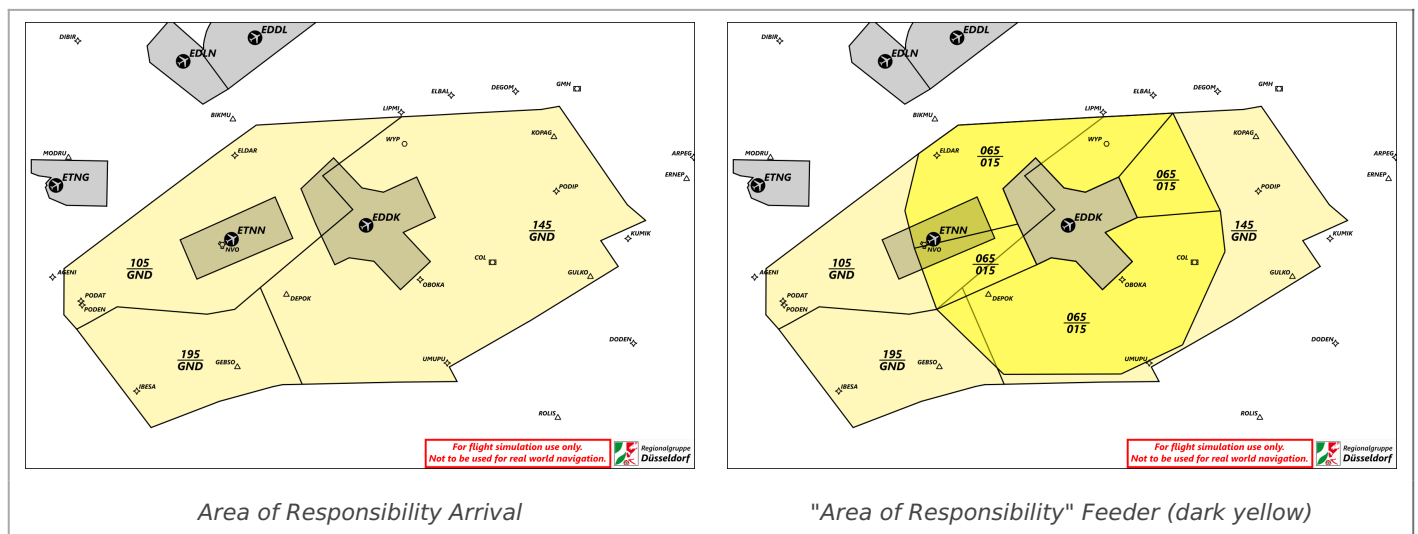 DIBIR
EDDL
EDLN
BIKMU
LIPMI
ELBAL
DEGOM
GMH
MODRU
ELDAR
WYP
KOPAG
ARPEG
ERNEP
ETNG
PODIP
ETNN
NVO
EDDK
145
GND
KUMIK
105
GND
COL
GULKO
AGENI
OBOKA
DEPOK
PODAT
PODEN
195
GND
GEBSO
UMUPU
DODEN
IBESA
ROLIS
For flight simulation use only.
Not to be used for real world navigation.
Regionalgruppe
Düsseldorf
Area of Responsibility Arrival
DIBIR
EDDL
EDLN
BIKMU
LIPMI
ELBAL
DEGOM
GMH
MODRU
ELDAR
065
015
WYP
KOPAG
ARPEG
ERNEP
ETNG
065
015
PODIP
ETNN
NVO
EDDK
145
GND
KUMIK
105
GND
065
015
COL
GULKO
AGENI
OBOKA
DEPOK
PODAT
PODEN
065
015
195
GND
GEBSO
UMUPU
DODEN
IBESA
ROLIS
For flight simulation use only.
Not to be used for real world navigation.
Regionalgruppe
Düsseldorf
"Area of Responsibility" Feeder (dark yellow)